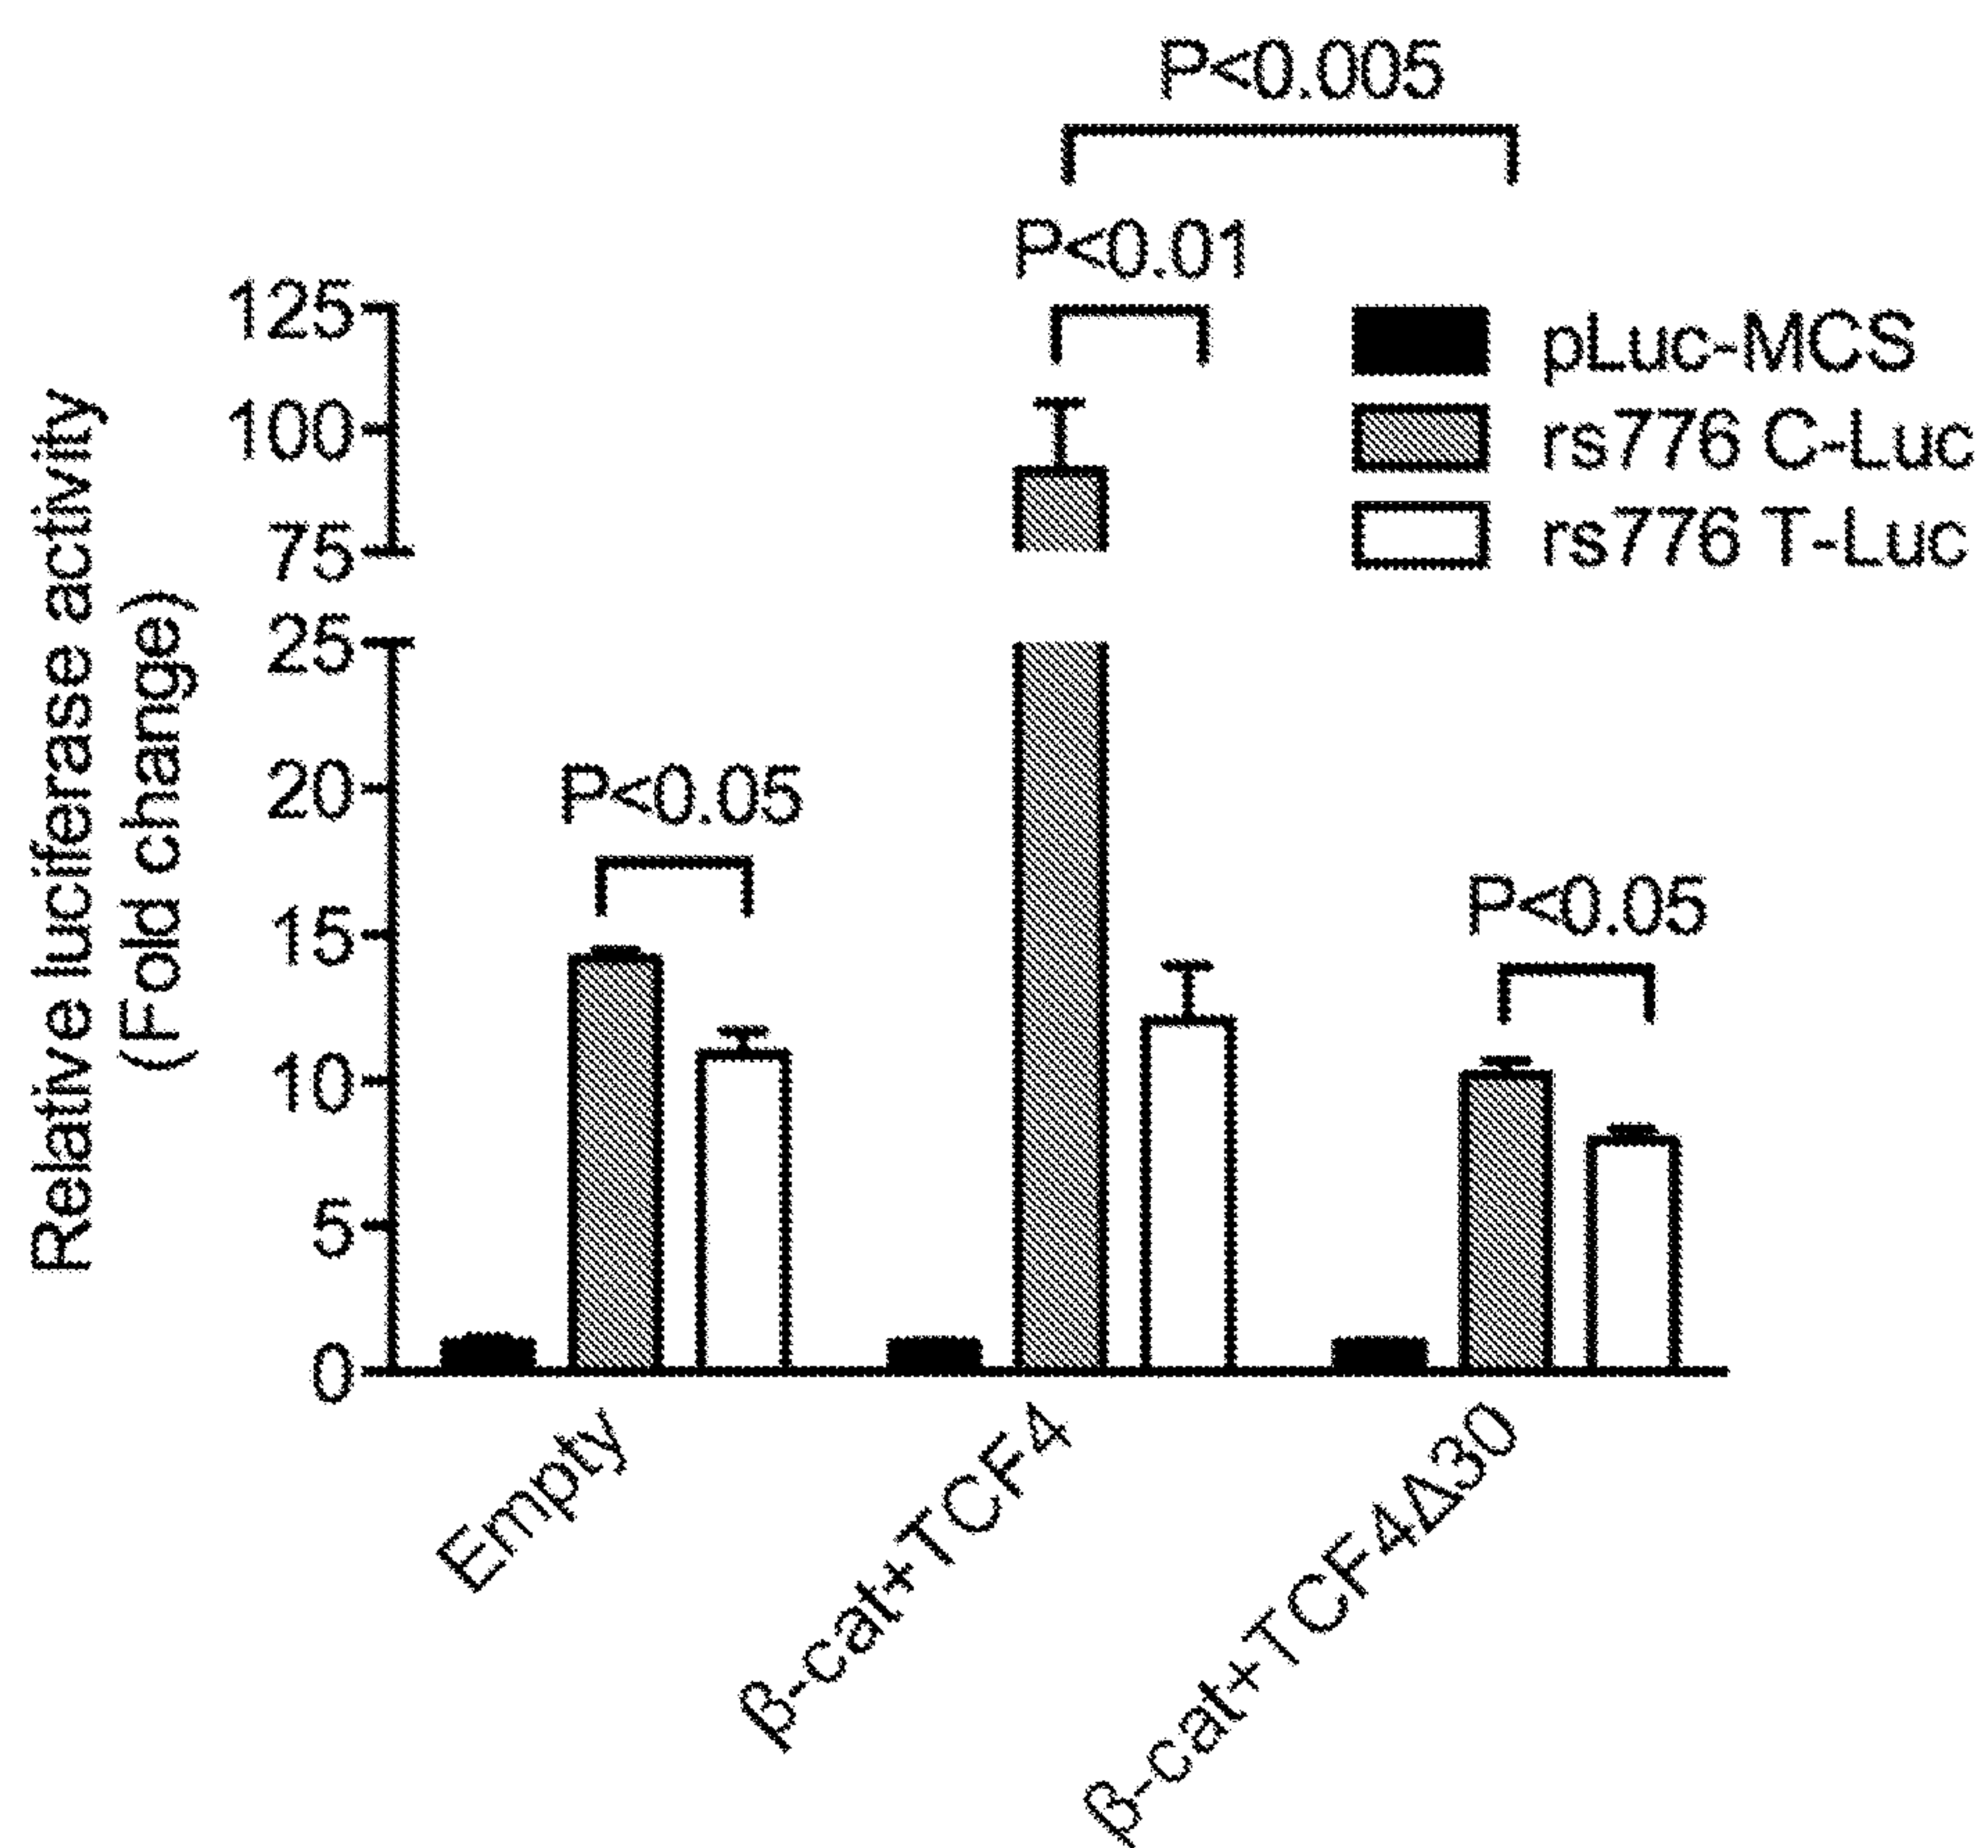 P<0.005
P<0.01
125
100
75
25
20
15
10
5
0
Relative luciferase activity
(Fold change)
pLuc-MCS
rs776 C-Luc
rs776 T-Luc
P<0.05
P<0.05
Empty
β-cat+TCF4
β-cat+TCF4Δ30